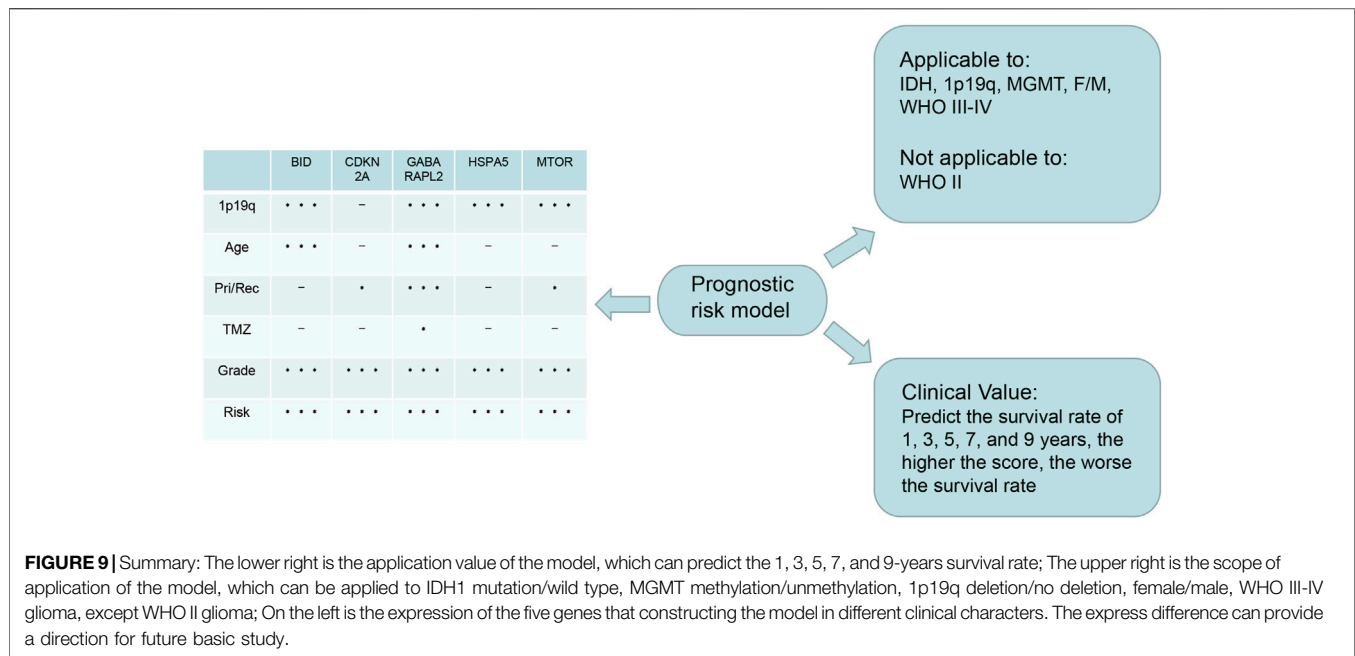 BID CDKN GABA HSPA5 MTOR
2A RAPL2
1p19q • • • – • • • • • • • • •
Age • • • – • • • – –
Pri/Rec – • • • • – •
TMZ – – • – –
Grade • • • • • • • • • • • • • • •
Risk • • • • • • • • • • • • • • •
Prognostic
risk model
Applicable to:
IDH, 1p19q, MGMT, F/M,
WHO III-IV
Not applicable to:
WHO II
Clinical Value:
Predict the survival rate of
1, 3, 5, 7, and 9 years, the
higher the score, the worse
the survival rate
FIGURE 9 | Summary: The lower right is the application value of the model, which can predict the 1, 3, 5, 7, and 9-years survival rate; The upper right is the scope of
application of the model, which can be applied to IDH1 mutation/wild type, MGMT methylation/unmethylation, 1p19q deletion/no deletion, female/male, WHO III-IV
glioma, except WHO II glioma; On the left is the expression of the five genes that constructing the model in different clinical characters. The express difference can provide
a direction for future basic study.